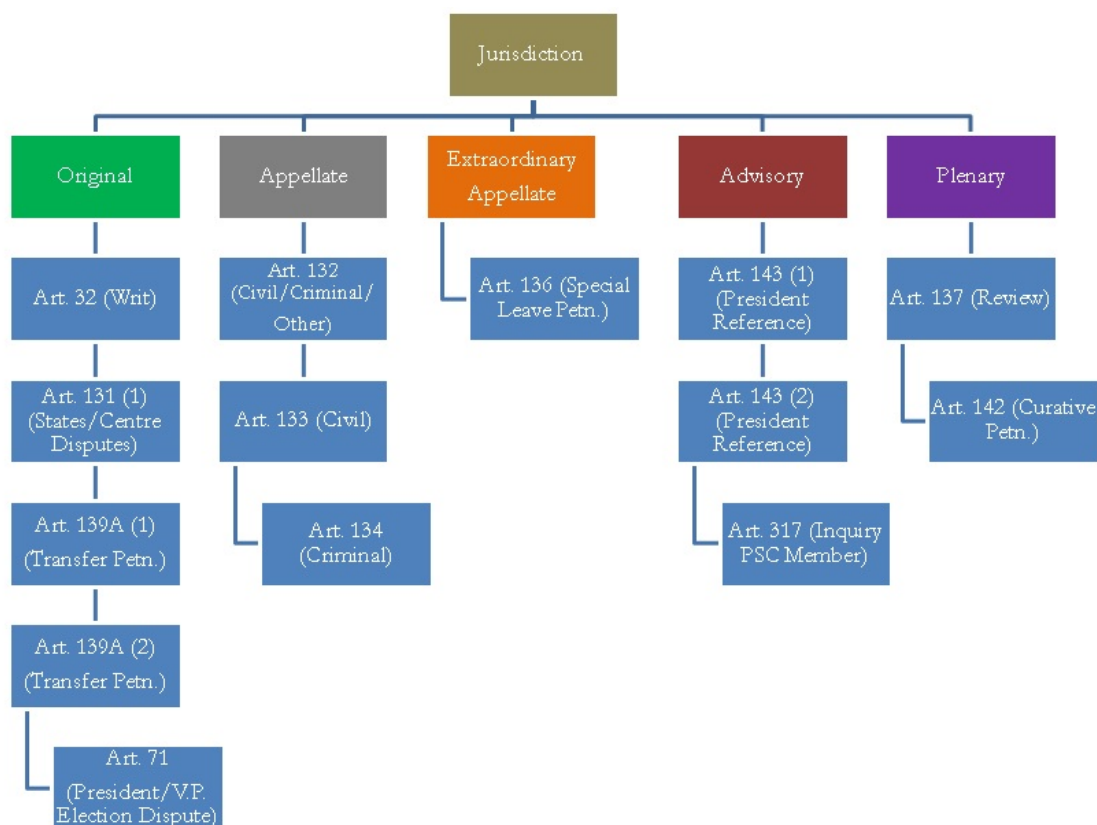 Jurisdiction
Original
Appellate
Extraordinary
Appellate
Advisory
Plenary
Art. 32 (Writ)
Art. 131 (1)
(States/Centre
Disputes)
Art. 139A (1)
(Transfer Petn.)
Art. 139A (2)
(Transfer Petn.)
Art. 71
(President/V.P.
Election Dispute)
Art. 132
(Civil/Criminal/
Other)
Art. 133 (Civil)
Art. 134
(Criminal)
Art. 136 (Special
Leave Petn.)
Art. 143 (1)
(President
Reference)
Art. 143 (2)
(President
Reference)
Art. 317 (Inquiry
PSC Member)
Art. 137 (Review)
Art. 142 (Curative
Petn.)